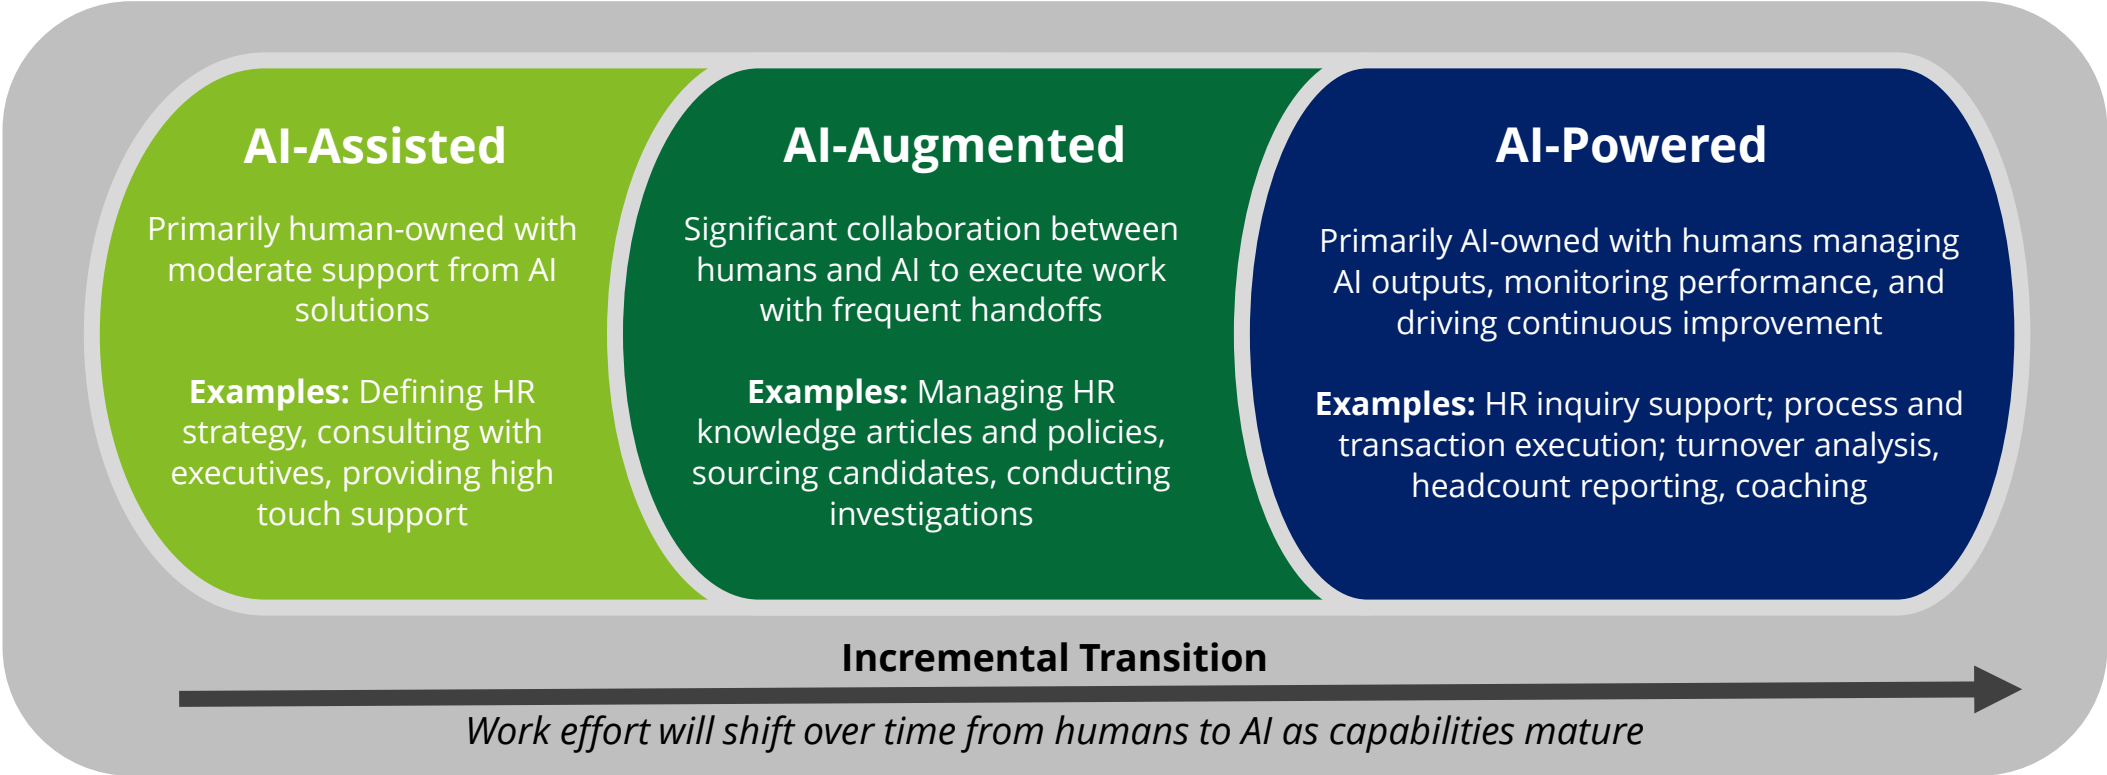 AI-Assisted
Primarily human-owned with
moderate support from AI
solutions
Examples: Defining HR
strategy, consulting with
executives, providing high
touch support
AI-Augmented
Significant collaboration between
humans and AI to execute work
with frequent handoffs
Examples: Managing HR
knowledge articles and policies,
sourcing candidates, conducting
investigations
AI-Powered
Primarily AI-owned with humans managing
AI outputs, monitoring performance, and
driving continuous improvement
Examples: HR inquiry support; process and
transaction execution; turnover analysis,
headcount reporting, coaching
Incremental Transition
Work effort will shift over time from humans to AI as capabilities mature